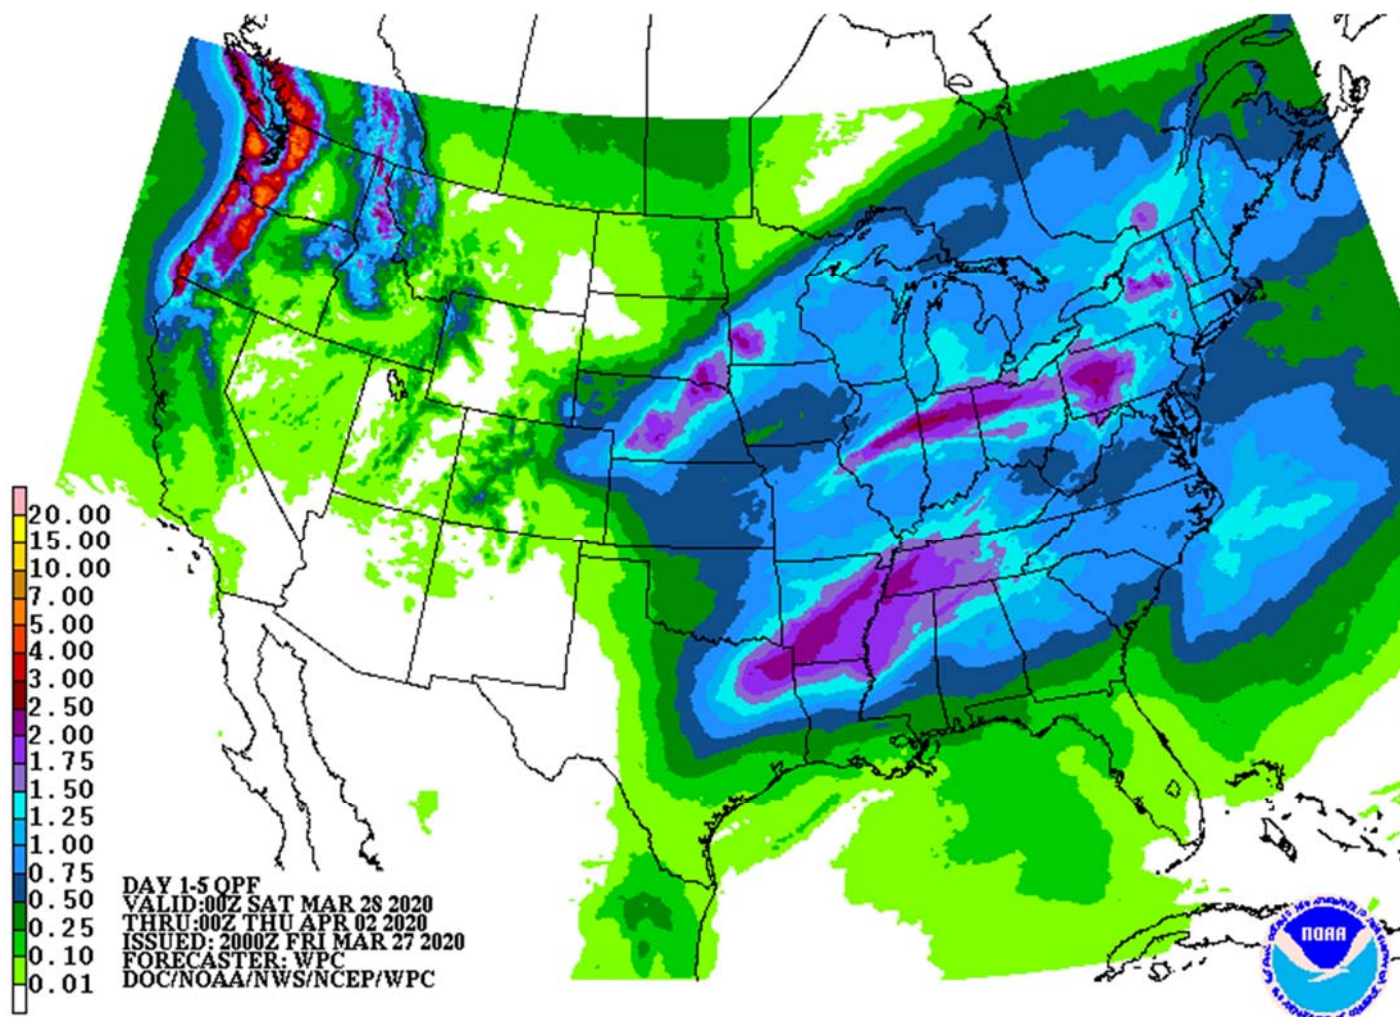 20.00
15.00
10.00
7.00
5.00
4.00
3.00
2.50
2.00
1.75
1.50
1.25
1.00
0.75
0.50
0.25
0.10
0.01
DAY 1-5 QPF
VALID:00Z SAT MAR 28 2020
THRU:00Z THU APR 02 2020
ISSUED: 2000Z FRI MAR 27 2020
FORECASTER: WPC
DOC/NOAA/NWS/NCEP/WPC
NOAA